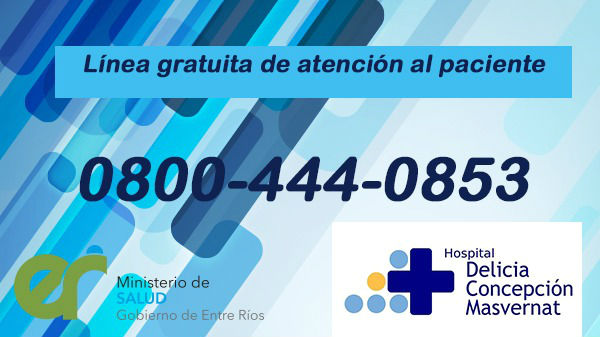 Línea gratuita de atención al paciente
0800-444-0853
er
Ministerio de
SALUD
Gobierno de Entre Ríos
Hospital
Delicia
Concepción
Masvernat